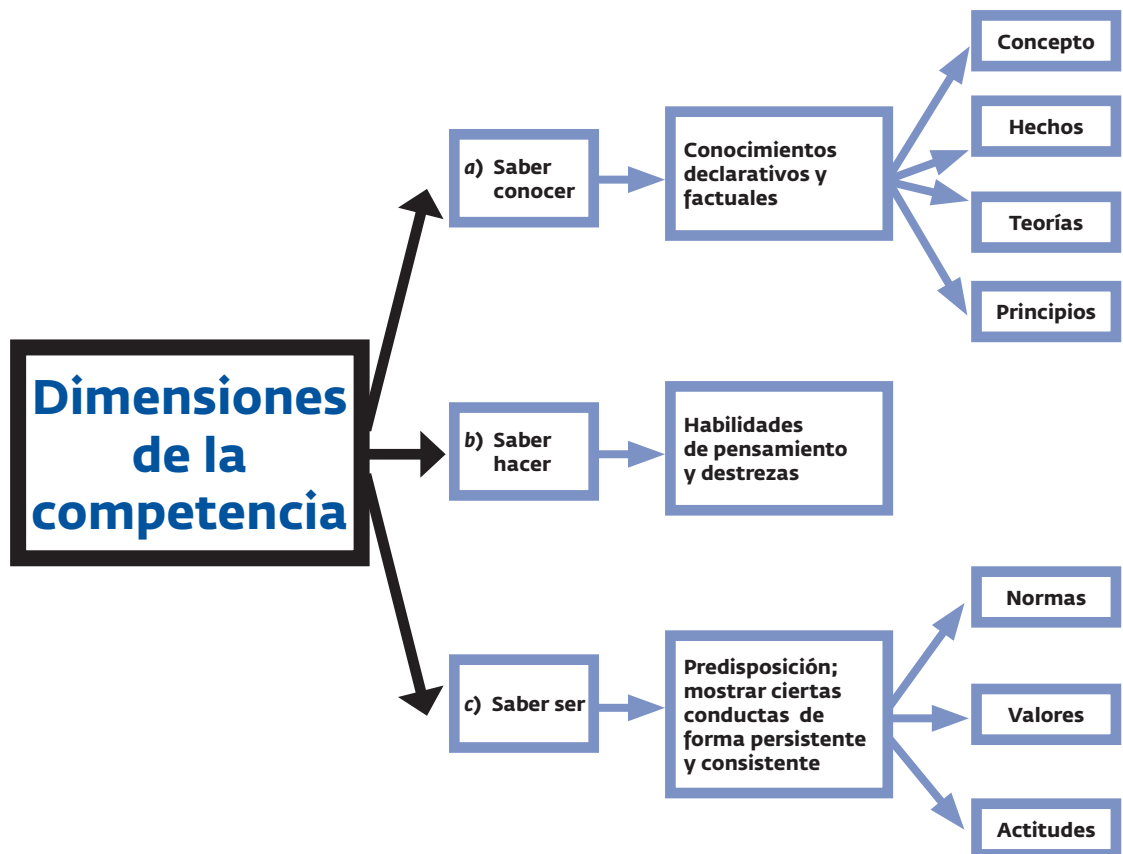 Dimensiones
de la
competencia
a) Saber
conocer
Conocimientos
declarativos y
factuales
Concepto
Hechos
Teorías
Principios
b) Saber
hacer
Habilidades
de pensamiento
y destrezas
c) Saber ser
Predisposición;
mostrar ciertas
conductas de
forma persistente
y consistente
Normas
Valores
Actitudes